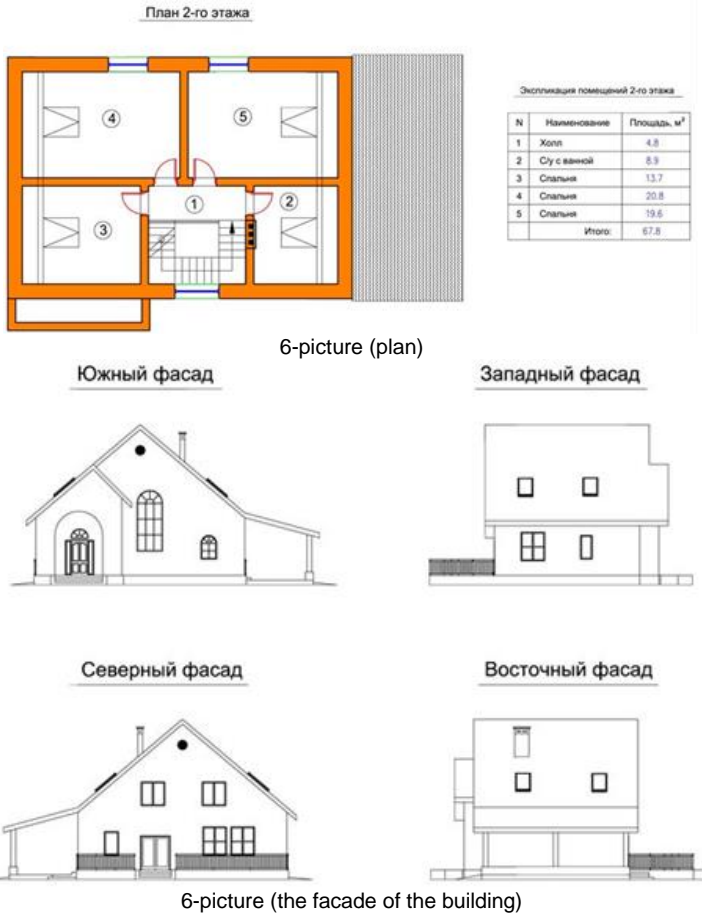 План 2-го этажа
4
5
3
1
2
Экспликация помещений 2-го этажа
N Наименование Площадь, м²
1 Холл 4.8
2 С/у с ванной 8.9
3 Спальня 13.7
4 Спальня 20.8
5 Спальня 19.6
Итого: 67.8
6-picture (plan)
Южный фасад
Западный фасад
Северный фасад
Восточный фасад
6-picture (the facade of the building)